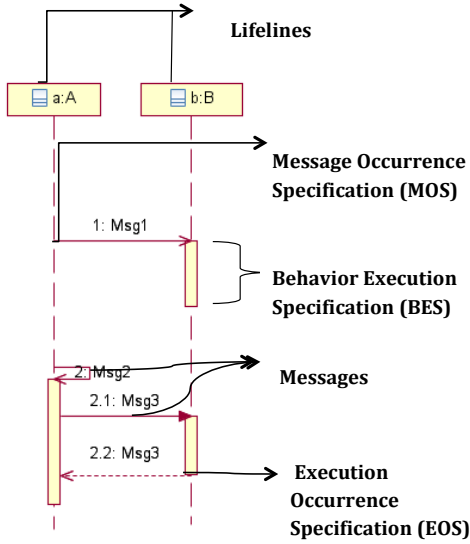 Lifelines
a:A
b:B
Message Occurrence
Specification (MOS)
1: Msg1
Behavior Execution
Specification (BES)
2: Msg2
Messages
2.1: Msg3
2.2: Msg3
Execution
Occurrence
Specification (EOS)